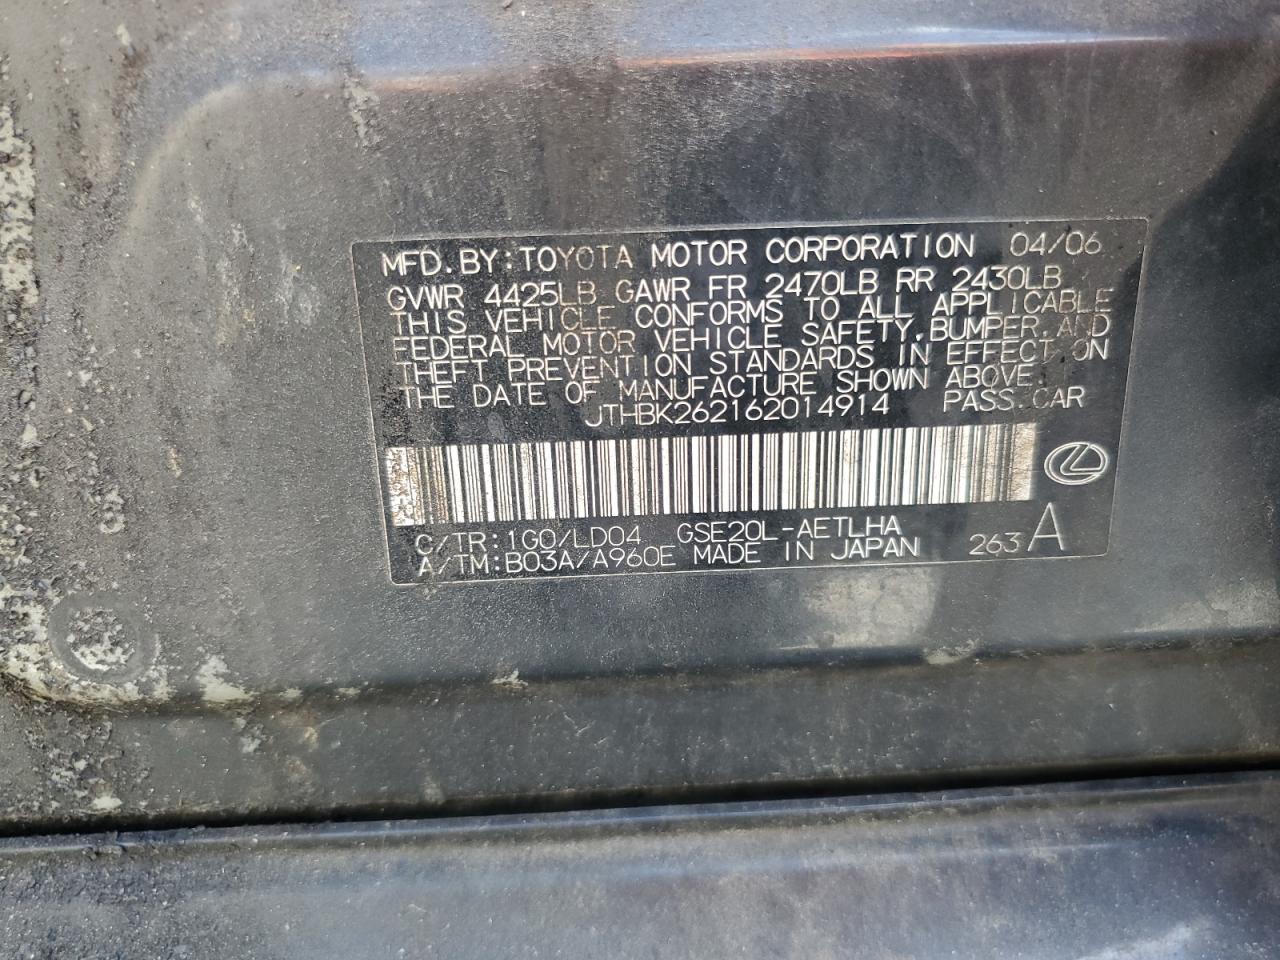 MFD.BY:TOYOTA MOTOR CORPORATION 04/06
GVWR 4425LB GAWR FR 2470LB RR 2430LB
THIS VEHICLE CONFORMS TO ALL APPLICABLE
FEDERAL MOTOR VEHICLE SAFETY,BUMPER,AND
THEFT PREVENTION STANDARDS IN EFFECT ON
THE DATE OF MANUFACTURE SHOWN ABOVE.
JTHBK262162014914 PASS.CAR
C/TR:1G0/LD04 GSE20L-AETLHA
A/TM:B03A/A960E MADE IN JAPAN 263 A